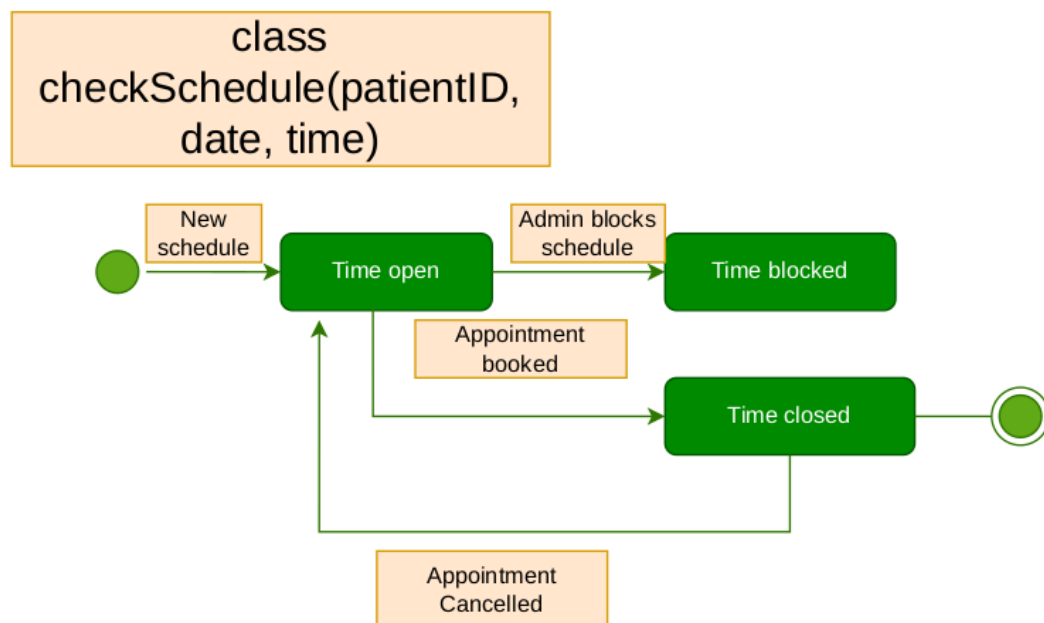 class
checkSchedule(patientID,
date, time)
New
schedule
Admin blocks
schedule
Time open
Time blocked
Appointment
booked
Time closed
Appointment
Cancelled